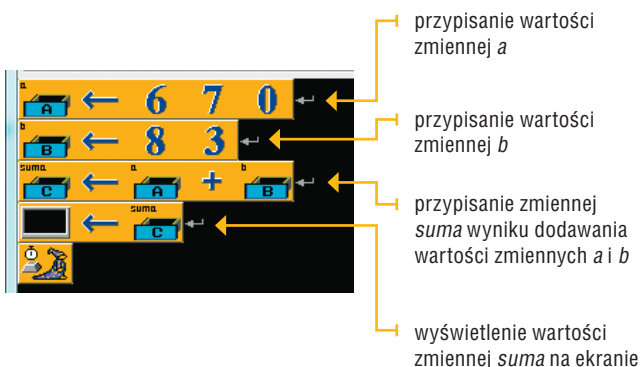 przypisanie wartości
zmiennej a
a
A ← 6 7 0
przypisanie wartości
zmiennej b
b
B ← 8 3
suma a b
C ← A + B
przypisanie zmiennej
suma wyniku dodawania
wartości zmiennych a i b
suma
← C
wyświetlenie wartości
zmiennej suma na ekranie